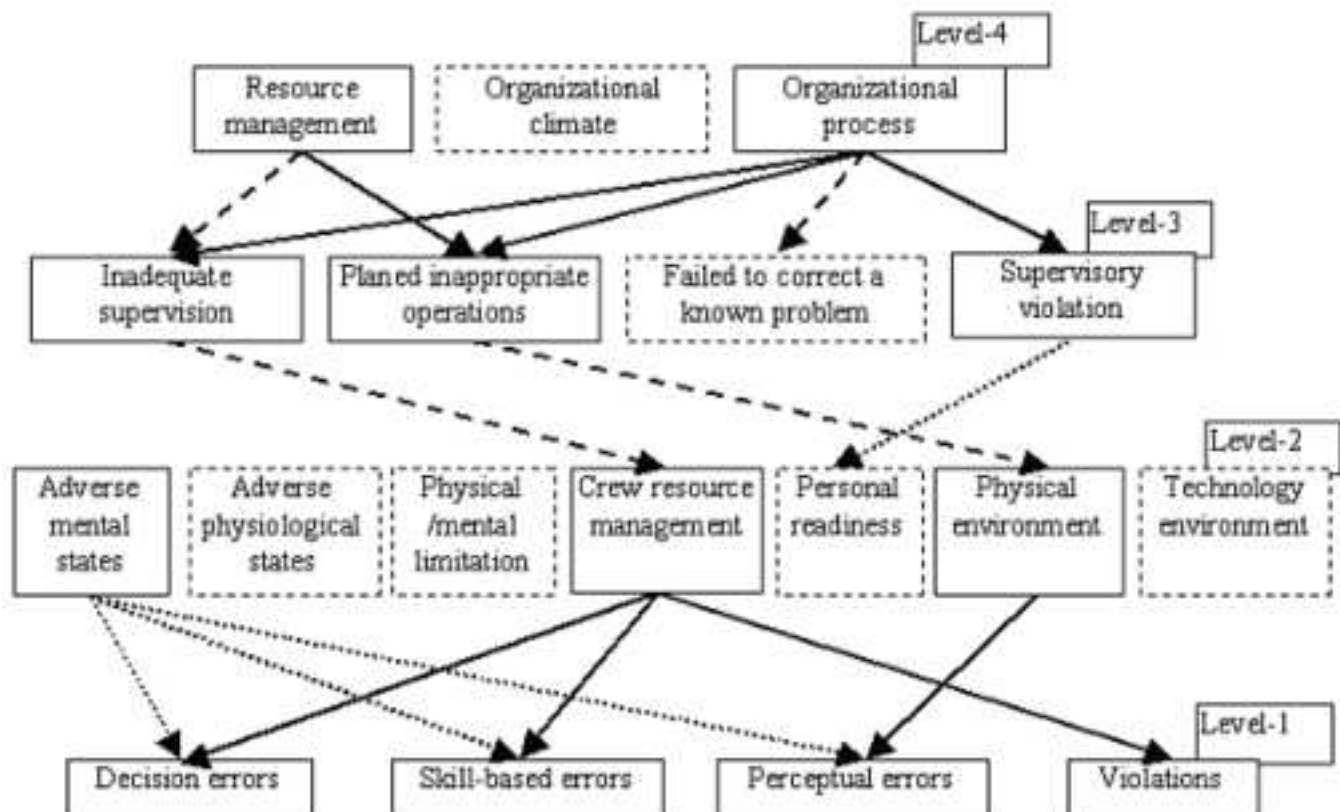 Level-4
Resource
management
Organizational
climate
Organizational
process
Level-3
Inadequate
supervision
Planed inappropriate
operations
Failed to correct a
known problem
Supervisory
violation
Level-2
Adverse
mental
states
Adverse
physiological
states
Physical
/mental
limitation
Crew resource
management
Personal
readiness
Physical
environment
Technology
environment
Level-1
Decision errors
Skill-based errors
Perceptual errors
Violations